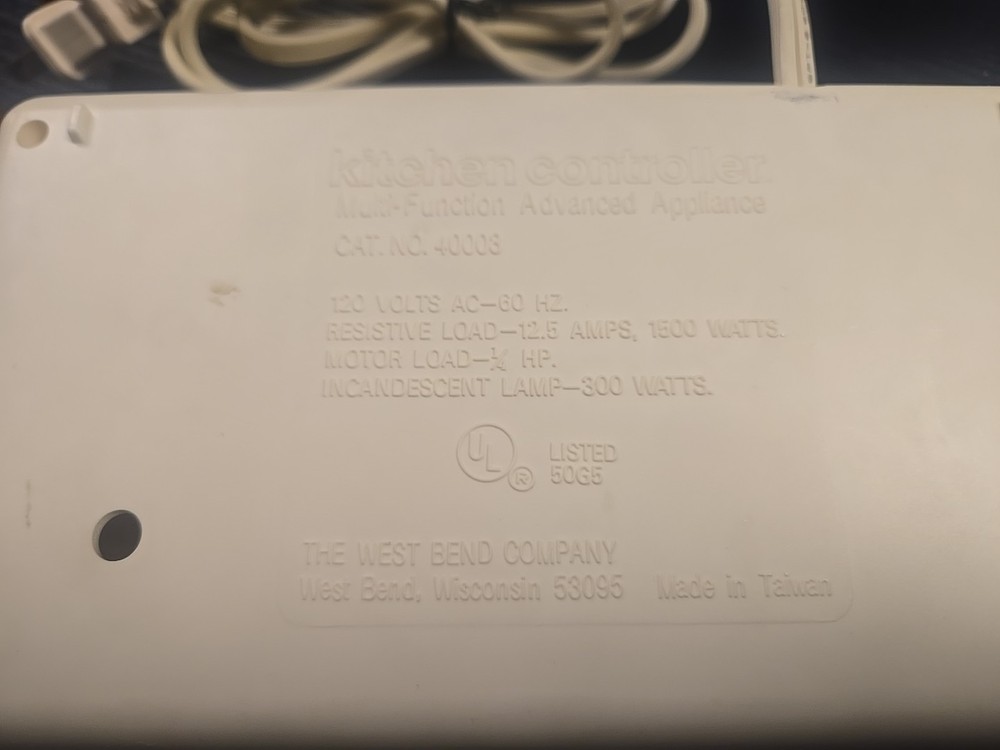 kitchen controller
Multi-Function Advanced Appliance
CAT. NO. 40008
120 VOLTS AC-60 HZ.
RESISTIVE LOAD-12.5 AMPS, 1500 WATTS.
MOTOR LOAD-¼ HP.
INCANDESCENT LAMP-300 WATTS.
UL® LISTED
50G5
THE WEST BEND COMPANY
West Bend, Wisconsin 53095 Made in Taiwan